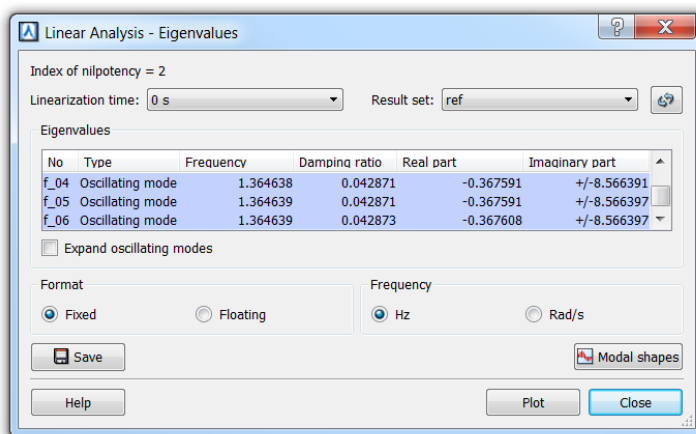 Linear Analysis - Eigenvalues
Index of nilpotency = 2
Linearization time: 0 s Result set: ref
Eigenvalues
No Type Frequency Damping ratio Real part Imaginary part
f_04 Oscillating mode 1.364638 0.042871 -0.367591 +/-8.566391
f_05 Oscillating mode 1.364639 0.042871 -0.367591 +/-8.566397
f_06 Oscillating mode 1.364639 0.042873 -0.367608 +/-8.566397
Expand oscillating modes
Format Frequency
Fixed Floating Hz Rad/s
Save Modal shapes
Help Plot Close